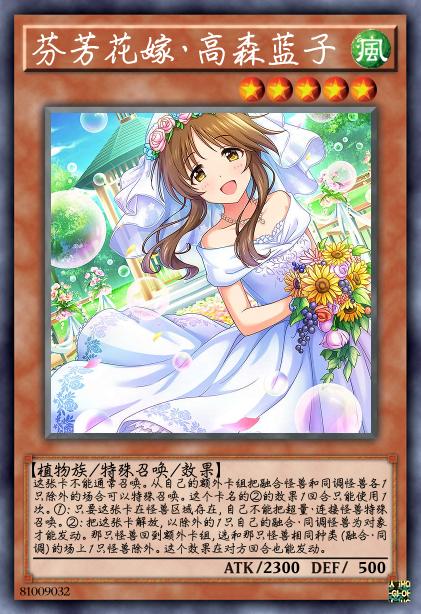 芬芳花嫁·高森蓝子 風
【植物族/特殊召唤/效果】
这张卡不能通常召唤。从自己的额外卡组把融合怪兽和同调怪兽各1
只除外的场合可以特殊召唤。这个卡名的②的效果1回合只能使用1
次。①:只要这张卡在怪兽区域存在,自己不能把超量·连接怪兽特殊
召唤。②:把这张卡解放,以除外的1只自己的融合·同调怪兽为对象
才能发动。那只怪兽回到额外卡组,选和那只怪兽相同种类(融合·同
调)的场上1只怪兽除外。这个效果在对方回合也能发动。
ATK/2300 DEF/ 500
81009032